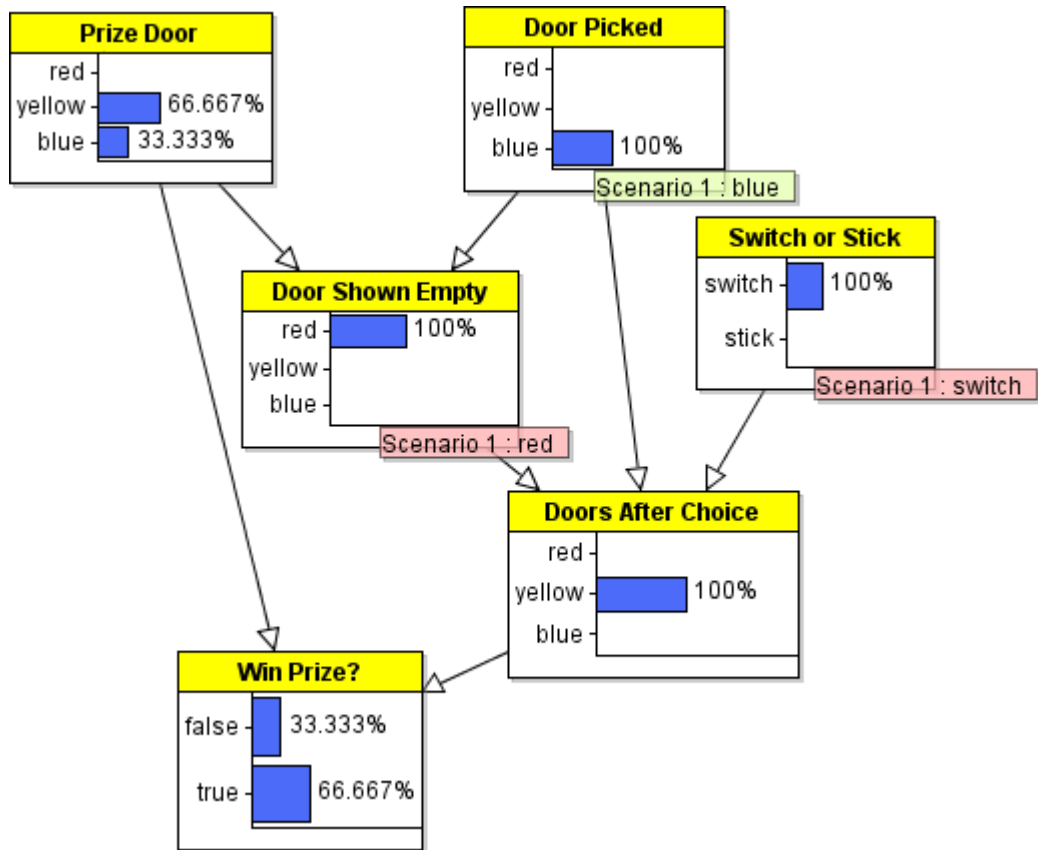 Prize Door
red
yellow 66.667%
blue 33.333%
Door Picked
red
yellow
blue 100%
Scenario 1 : blue
Switch or Stick
switch 100%
stick
Scenario 1 : switch
Door Shown Empty
red 100%
yellow
blue
Scenario 1 : red
Doors After Choice
red
yellow 100%
blue
Win Prize?
false 33.333%
true 66.667%